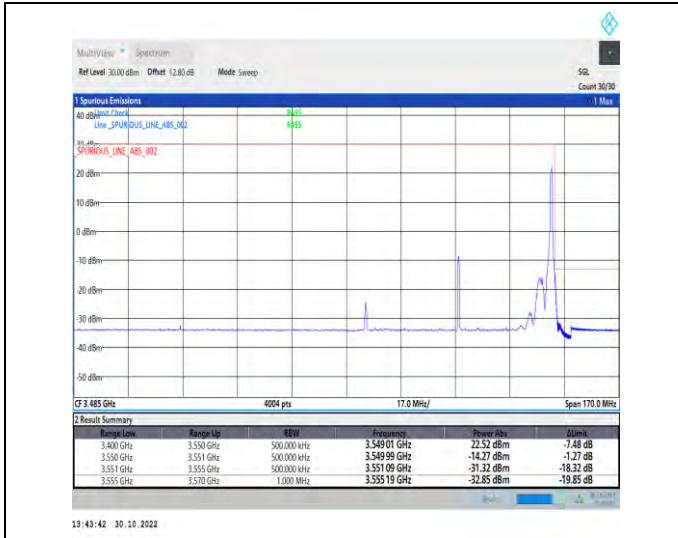 MultiView Spectrum
Ref Level 30.00 dBm Offset 12.80 dB Mode Sweep SGL
Count 30/30
1 Spurious Emissions 1 Max
40 dBm Limit Check PASS
Line _SPURIOUS_LINE_ABS_002 PASS
30 dBm
_SPURIOUS_LINE_ABS_002
20 dBm
10 dBm
0 dBm
-10 dBm
-20 dBm
-30 dBm
-40 dBm
-50 dBm
CF 3.485 GHz 4004 pts 17.0 MHz/ Span 170.0 MHz
2 Result Summary
Range Low Range Up RBW Frequency Power Abs ΔLimit
3.400 GHz 3.550 GHz 500.000 kHz 3.549 01 GHz 22.52 dBm -7.48 dB
3.550 GHz 3.551 GHz 500.000 kHz 3.549 99 GHz -14.27 dBm -1.27 dB
3.551 GHz 3.555 GHz 500.000 kHz 3.551 09 GHz -31.32 dBm -18.32 dB
3.555 GHz 3.570 GHz 1.000 MHz 3.555 19 GHz -32.85 dBm -19.85 dB
13:43:42 30.10.2022